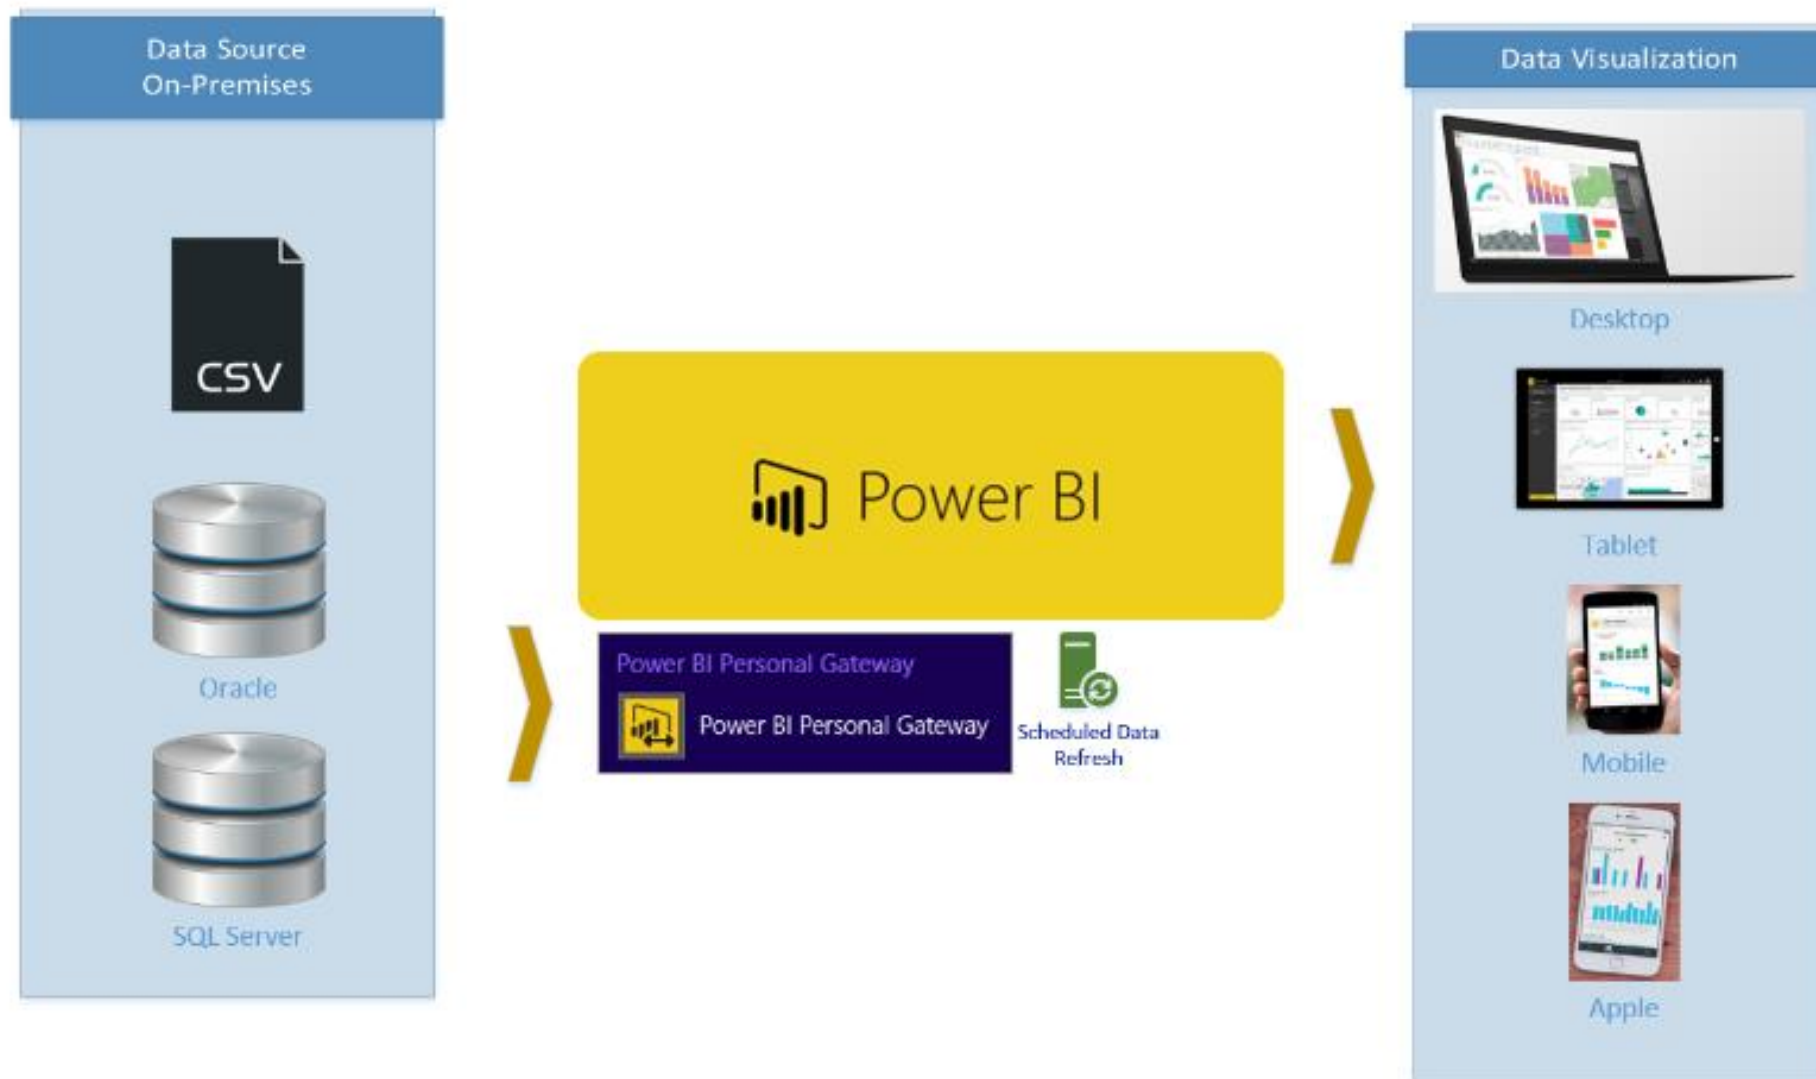 Data Source
On-Premises
CSV
Oracle
SQL Server
Power BI
Power BI Personal Gateway
Power BI Personal Gateway
Scheduled Data
Refresh
Data Visualization
Desktop
Tablet
Mobile
Apple